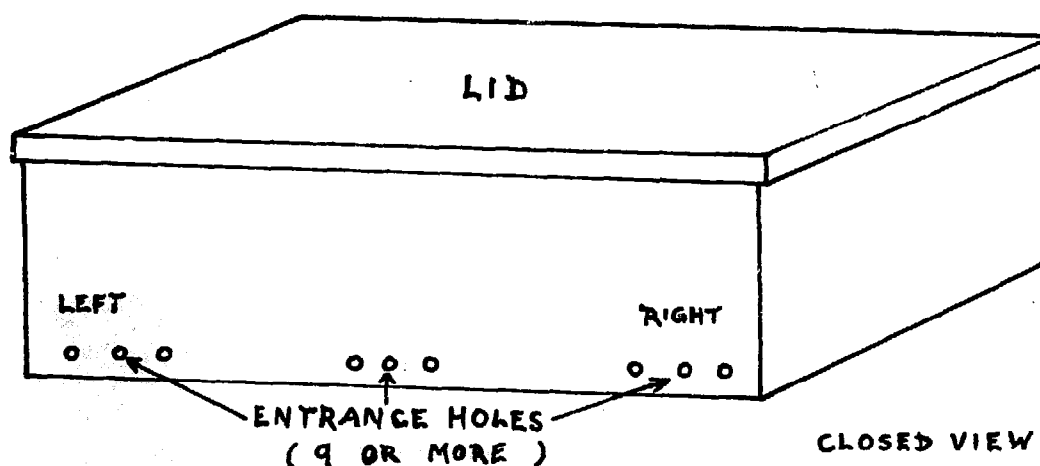 LID
LEFT
RIGHT
ENTRANCE HOLES
( 9 OR MORE )
CLOSED VIEW